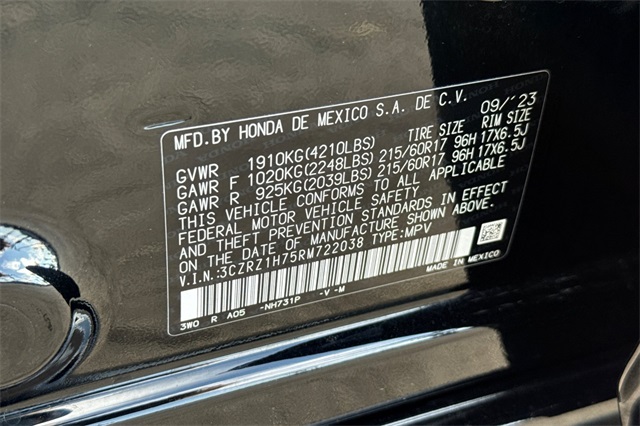 MFD.BY HONDA DE MEXICO S.A. DE C.V. 09/'23
TIRE SIZE RIM SIZE
GVWR 1910KG(4210LBS)
GAWR F 1020KG(2248LBS) 215/60R17 96H 17X6.5J
GAWR R 925KG(2039LBS) 215/60R17 96H 17X6.5J
THIS VEHICLE CONFORMS TO ALL APPLICABLE
FEDERAL MOTOR VEHICLE SAFETY
AND THEFT PREVENTION STANDARDS IN EFFECT
ON THE DATE OF MANUFACTURE SHOWN ABOVE.
V.I.N.:3CZRZ1H75RM722038 TYPE:MPV
MADE IN MEXICO
3W0 R A05 -NH731P -V -M